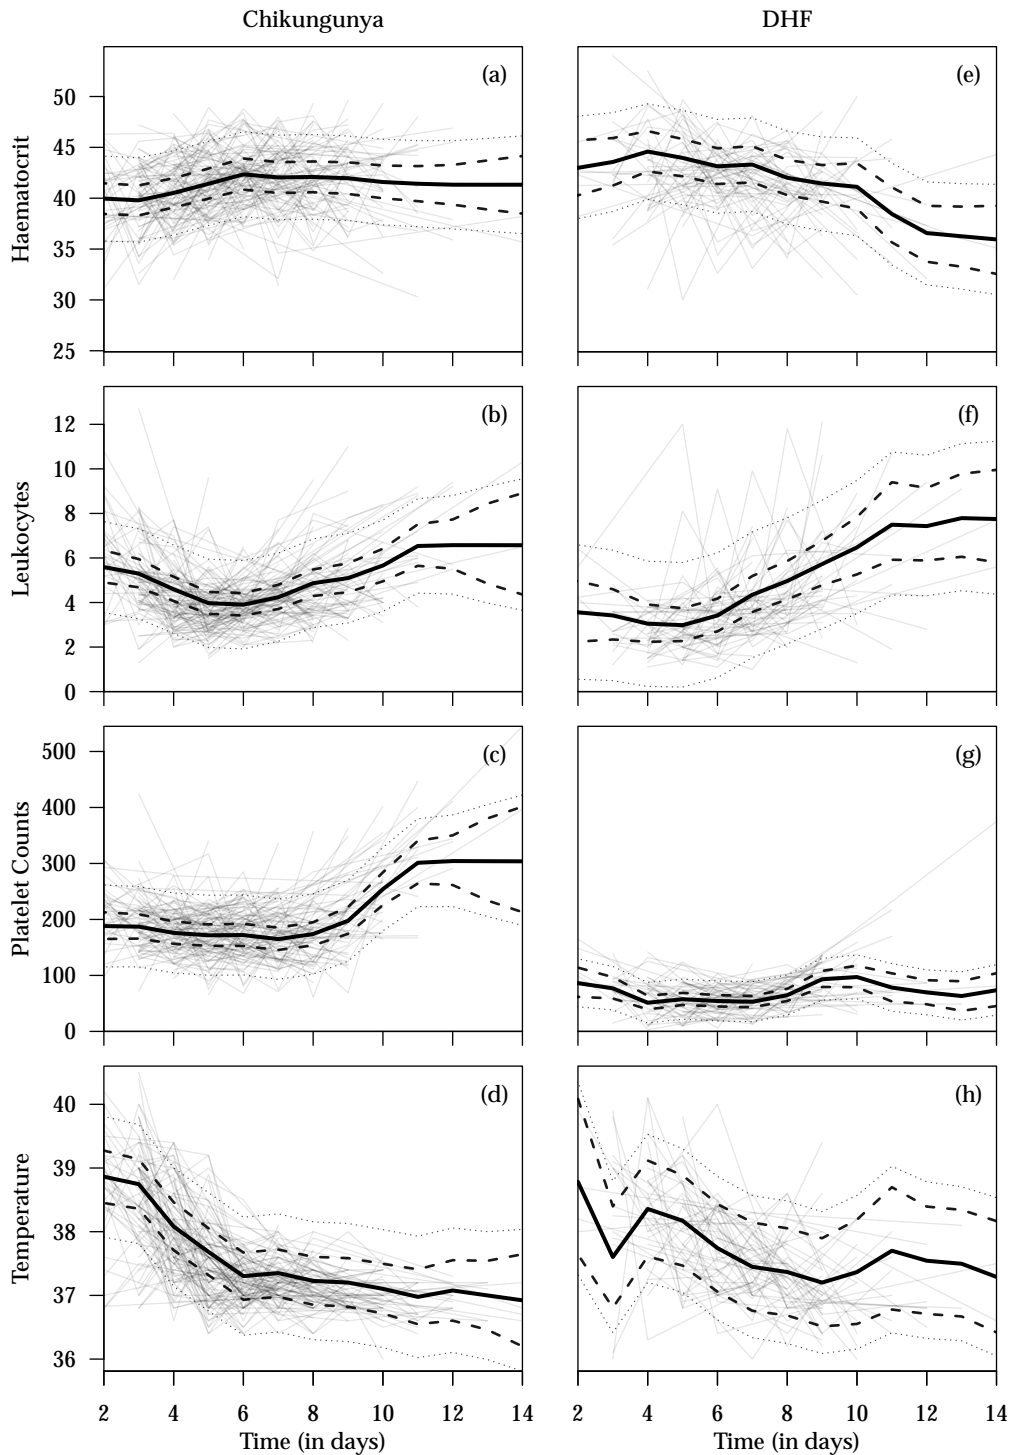 Chikungunya DHF
(a) (e)
Haematocrit
50
45
40
35
30
25
(b) (f)
Leukocytes
12
10
8
6
4
2
0
(c) (g)
Platelet Counts
500
400
300
200
100
0
(d) (h)
Temperature
40
39
38
37
36
2 4 6 8 10 12 14 2 4 6 8 10 12 14
Time (in days) Time (in days)